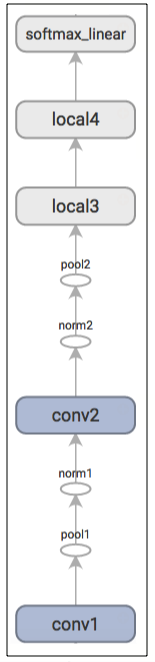 softmax_linear
local4
local3
pool2
norm2
conv2
norm1
pool1
conv1